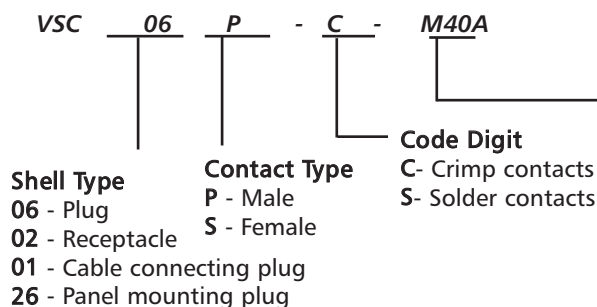 VSC 06 P - C - M40A
Code Digit
C- Crimp contacts
S- Solder contacts
Contact Type
P - Male
S - Female
Shell Type
06 - Plug
02 - Receptacle
01 - Cable connecting plug
26 - Panel mounting plug